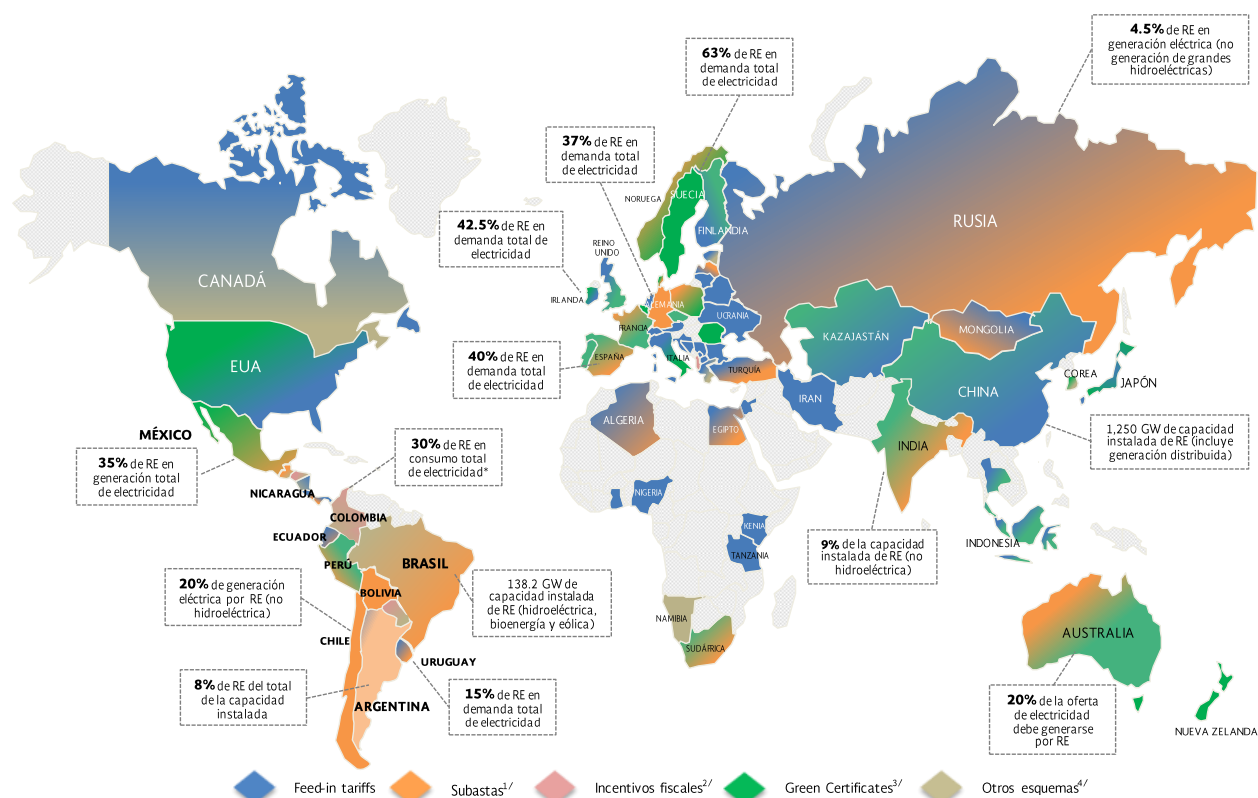 4.5% de RE en
generación eléctrica (no
generación de grandes
hidroeléctricas)
63% de RE en
demanda total
de electricidad
37% de RE en
demanda total
de electricidad
42.5% de RE en
demanda total de
electricidad
40% de RE en
demanda total
de electricidad
CANADÁ
EUA
MÉXICO
35% de RE en
generación total
de electricidad
30% de RE en
consumo total
de electricidad*
NICARAGUA
COLOMBIA
ECUADOR
PERÚ
BRASIL
BOLIVIA
CHILE
URUGUAY
ARGENTINA
20% de generación
eléctrica por RE (no
hidroeléctrica)
138.2 GW de
capacidad instalada
de RE (hidroeléctrica,
bioenergía y eólica)
8% de RE del total
de la capacidad
instalada
15% de RE en
demanda total
de electricidad
NORUEGA
SUECIA
FINLANDIA
REINO
UNIDO
IRLANDA
ALEMANIA
FRANCIA
ESPAÑA
ITALIA
UCRANIA
TURQUÍA
RUSIA
KAZAJASTÁN
MONGOLIA
CHINA
COREA
JAPÓN
IRAN
INDIA
INDONESIA
ALGERIA
EGIPTO
NIGERIA
KENIA
TANZANIA
NAMIBIA
SUDÁFRICA
1,250 GW de capacidad
instalada de RE (incluye
generación distribuida)
9% de la capacidad
instalada de RE (no
hidroeléctrica)
AUSTRALIA
20% de la oferta
de electricidad
debe generarse
por RE
NUEVA ZELANDA
Feed-in tariffs
Subastas1/
Incentivos fiscales2/
Green Certificates3/
Otros esquemas4/